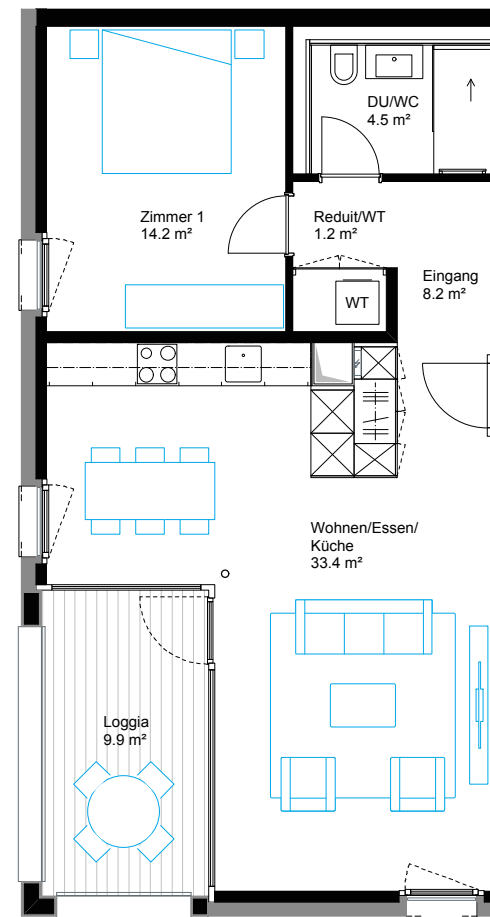 DU/WC
4.5 m²
Zimmer 1
14.2 m²
Reduit/WT
1.2 m²
Eingang
8.2 m²
WT
Wohnen/Essen/
Küche
33.4 m²
Loggia
9.9 m²